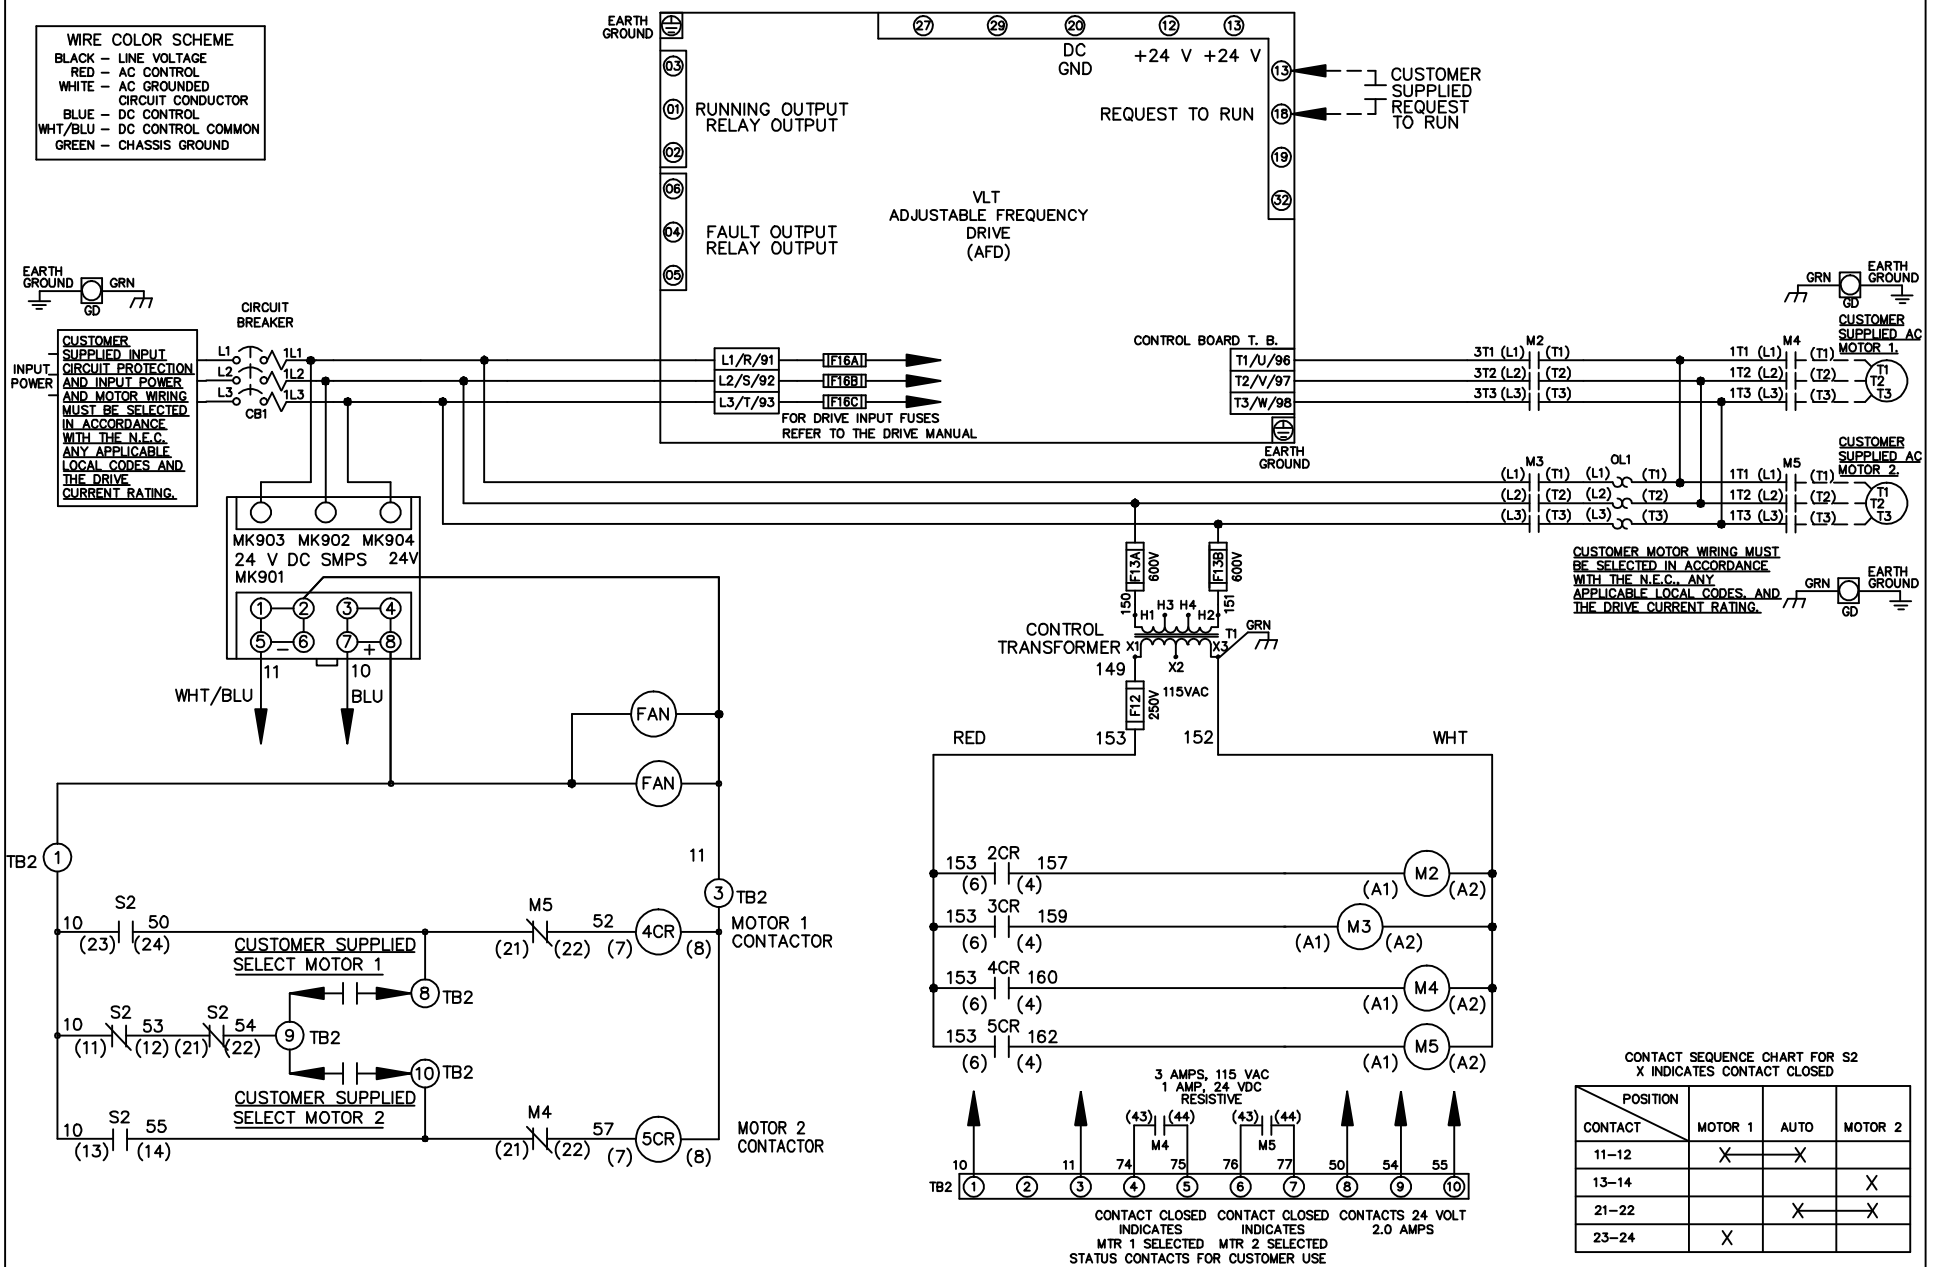 WIRE COLOR SCHEME
BLACK – LINE VOLTAGE
RED – AC CONTROL
WHITE – AC GROUNDED
CIRCUIT CONDUCTOR
BLUE – DC CONTROL
WHT/BLU – DC CONTROL COMMON
GREEN – CHASSIS GROUND
EARTH
GROUND
27 29 20 12 13
DC
GND
+24 V +24 V
03
01
02
RUNNING OUTPUT
RELAY OUTPUT
06
04
05
FAULT OUTPUT
RELAY OUTPUT
13
18
19
32
REQUEST TO RUN
CUSTOMER
SUPPLIED
REQUEST
TO RUN
VLT
ADJUSTABLE FREQUENCY
DRIVE
(AFD)
EARTH
GROUND
GRN
GD
CIRCUIT
BREAKER
INPUT
POWER
CUSTOMER
SUPPLIED INPUT
CIRCUIT PROTECTION
AND INPUT POWER
AND MOTOR WIRING
MUST BE SELECTED
IN ACCORDANCE
WITH THE N.E.C.
ANY APPLICABLE
LOCAL CODES AND
THE DRIVE
CURRENT RATING.
L1 1L1
L2 1L2
L3 1L3
CB1
L1/R/91 F16A
L2/S/92 F16B
L3/T/93 F16C
FOR DRIVE INPUT FUSES
REFER TO THE DRIVE MANUAL
CONTROL BOARD T. B.
T1/U/96
T2/V/97
T3/W/98
EARTH
GROUND
M2
3T1 (L1) (T1)
3T2 (L2) (T2)
3T3 (L3) (T3)
M4
1T1 (L1) (T1)
1T2 (L2) (T2)
1T3 (L3) (T3)
GRN
GD
EARTH
GROUND
CUSTOMER
SUPPLIED AC
MOTOR 1.
T1
T2
T3
M3 OL1
(L1) (T1) (L1) (T1)
(L2) (T2) (L2) (T2)
(L3) (T3) (L3) (T3)
M5
1T1 (L1) (T1)
1T2 (L2) (T2)
1T3 (L3) (T3)
CUSTOMER
SUPPLIED AC
MOTOR 2.
T1
T2
T3
CUSTOMER MOTOR WIRING MUST
BE SELECTED IN ACCORDANCE
WITH THE N.E.C., ANY
APPLICABLE LOCAL CODES, AND
THE DRIVE CURRENT RATING.
GRN
GD
EARTH
GROUND
MK903 MK902 MK904
24 V DC SMPS 24V
MK901
1 2 3 4
5 – 6 7 + 8
11 10
WHT/BLU BLU
FAN
FAN
F13A
600V
F13B
600V
150 151
H1 H3 H4 H2
CONTROL
TRANSFORMER
T1
GRN
X1 X2 X3
149
115VAC
F12
250V
153 152
RED WHT
TB2 1
11
3 TB2
S2
10 50
(23) (24)
M5
(21) (22)
52
(7) 4CR (8)
MOTOR 1
CONTACTOR
CUSTOMER SUPPLIED
SELECT MOTOR 1
8 TB2
S2 S2
10 53 54
(11) (12) (21) (22)
9 TB2
10 TB2
CUSTOMER SUPPLIED
SELECT MOTOR 2
S2
10 55
(13) (14)
M4
(21) (22)
57
(7) 5CR (8)
MOTOR 2
CONTACTOR
153 2CR 157
(6) (4)
(A1) M2 (A2)
153 3CR 159
(6) (4)
(A1) M3 (A2)
153 4CR 160
(6) (4)
(A1) M4 (A2)
153 5CR 162
(6) (4)
(A1) M5 (A2)
3 AMPS, 115 VAC
1 AMP, 24 VDC
RESISTIVE
(43) (44) (43) (44)
M4 M5
10 11 74 75 76 77 50 54 55
TB2 1 2 3 4 5 6 7 8 9 10
CONTACT CLOSED
INDICATES
MTR 1 SELECTED
CONTACT CLOSED
INDICATES
MTR 2 SELECTED
CONTACTS 24 VOLT
2.0 AMPS
STATUS CONTACTS FOR CUSTOMER USE
CONTACT SEQUENCE CHART FOR S2
X INDICATES CONTACT CLOSED
POSITION
CONTACT MOTOR 1 AUTO MOTOR 2
11–12 X X
13–14 X
21–22 X X
23–24 X